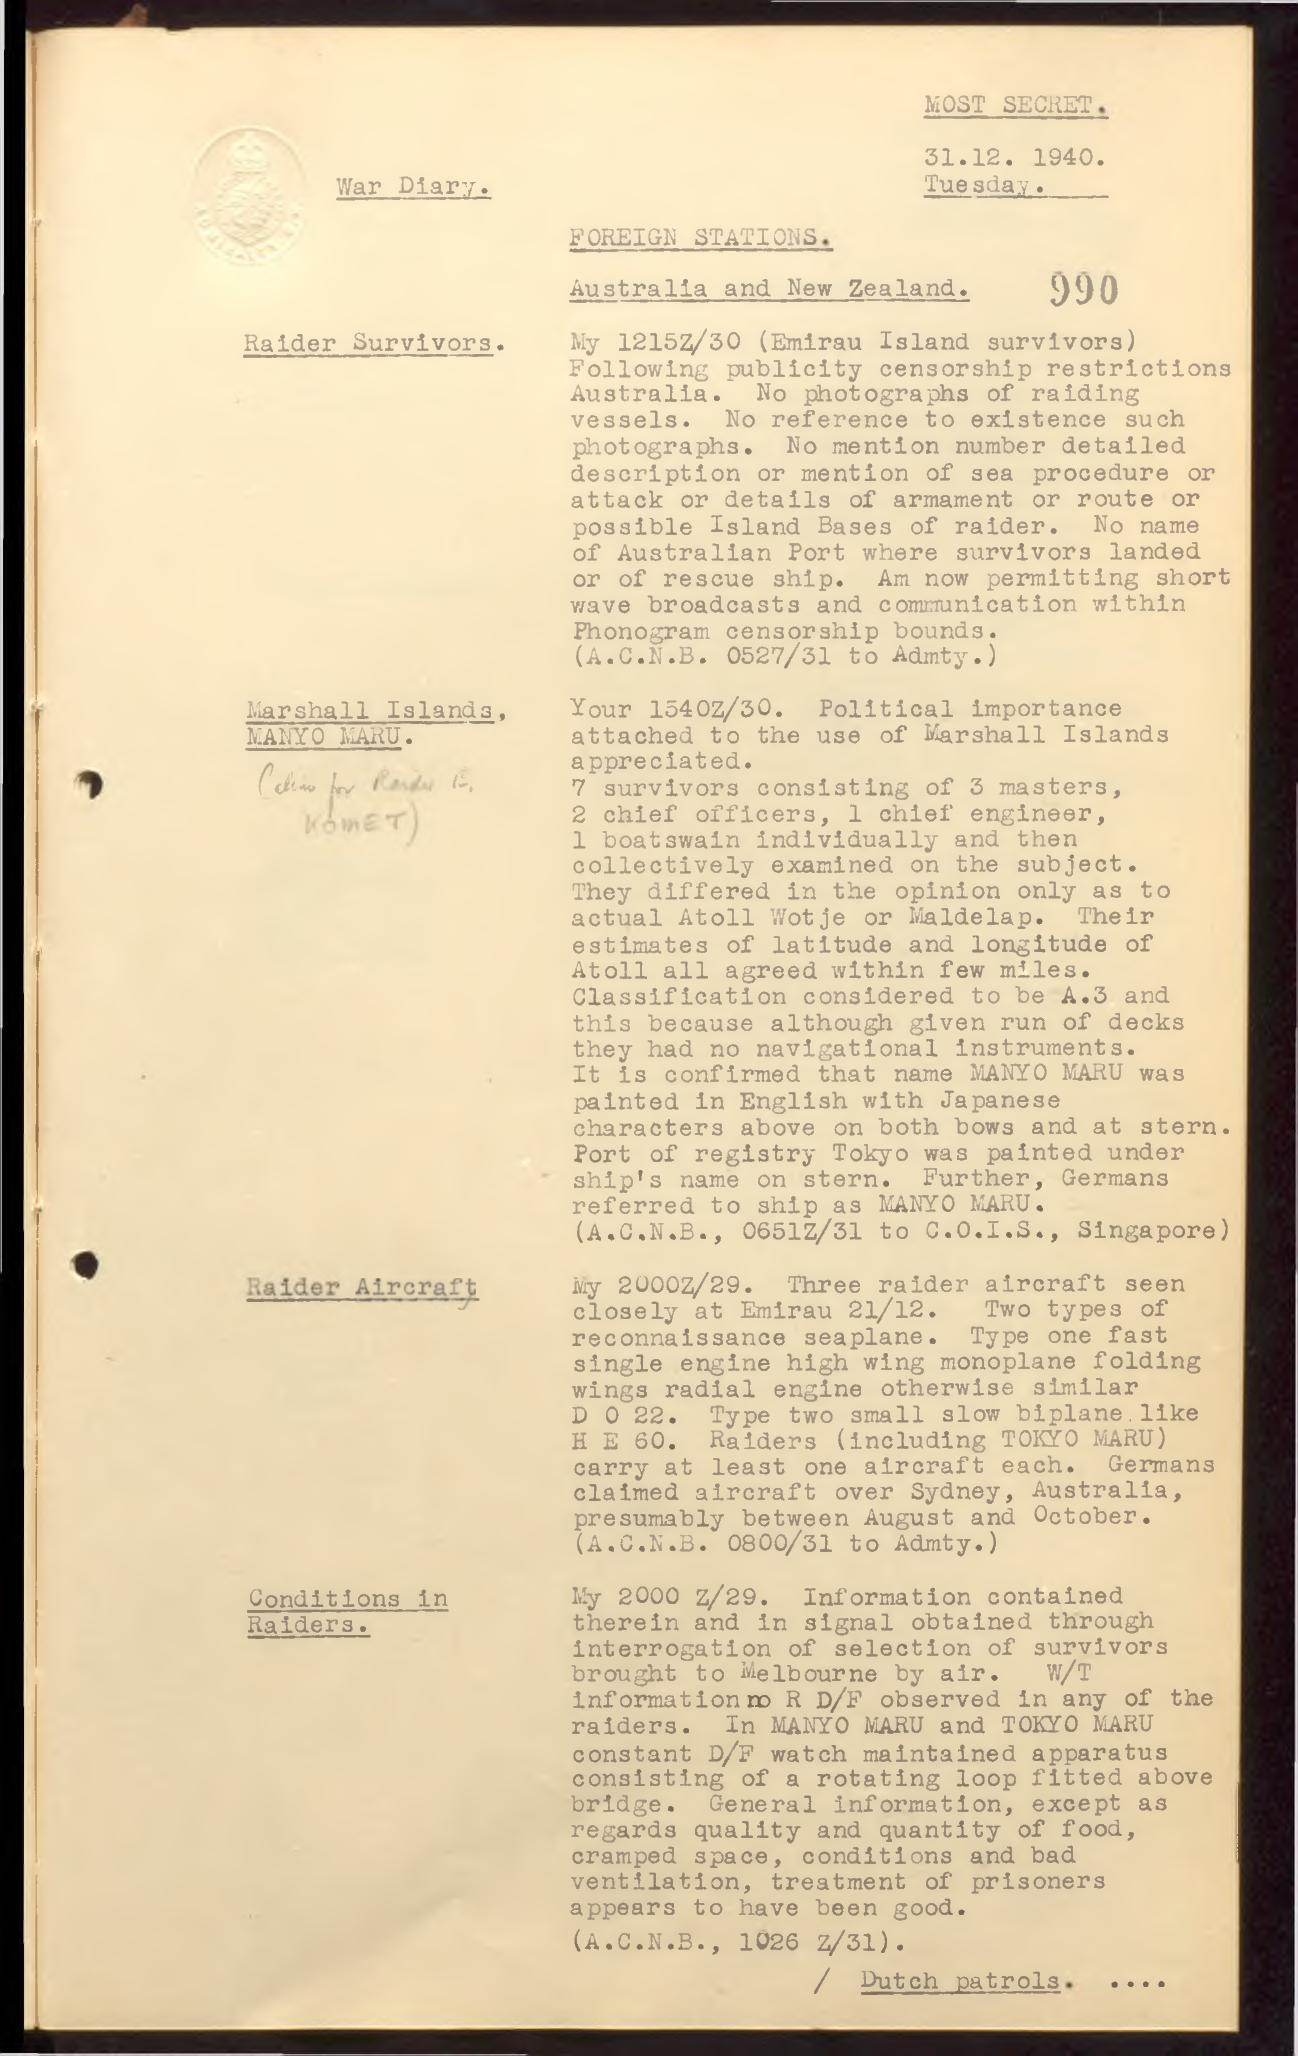 MOST SECRET.
31.12. 1940.
Tuesday.
War Diary.
FOREIGN STATIONS.
Australia and New Zealand.
990
Raider Survivors.
My 1215Z/30 (Emirau Island survivors)
Following publicity censorship restrictions
Australia. No photographs of raiding
vessels. No reference to existence such
photographs. No mention number detailed
description or mention of sea procedure or
attack or details of armament or route or
possible Island Bases of raider. No name
of Australian Port where survivors landed
or of rescue ship. Am now permitting short
wave broadcasts and communication within
Phonogram censorship bounds.
(A.C.N.B. 0527/31 to Admty.)
Marshall Islands,
MANYO MARU.
(alias for Raider E.
KOMET)
Your 1540Z/30. Political importance
attached to the use of Marshall Islands
appreciated.
7 survivors consisting of 3 masters,
2 chief officers, 1 chief engineer,
1 boatswain individually and then
collectively examined on the subject.
They differed in the opinion only as to
actual Atoll Wotje or Maldelap. Their
estimates of latitude and longitude of
Atoll all agreed within few miles.
Classification considered to be A.3 and
this because although given run of decks
they had no navigational instruments.
It is confirmed that name MANYO MARU was
painted in English with Japanese
characters above on both bows and at stern.
Port of registry Tokyo was painted under
ship's name on stern. Further, Germans
referred to ship as MANYO MARU.
(A.C.N.B., 0651Z/31 to C.O.I.S., Singapore)
Raider Aircraft
My 2000Z/29. Three raider aircraft seen
closely at Emirau 21/12. Two types of
reconnaissance seaplane. Type one fast
single engine high wing monoplane folding
wings radial engine otherwise similar
D O 22. Type two small slow biplane like
H E 60. Raiders (including TOKYO MARU)
carry at least one aircraft each. Germans
claimed aircraft over Sydney, Australia,
presumably between August and October.
(A.C.N.B. 0800/31 to Admty.)
Conditions in
Raiders.
My 2000 Z/29. Information contained
therein and in signal obtained through
interrogation of selection of survivors
brought to Melbourne by air. W/T
information no R D/F observed in any of the
raiders. In MANYO MARU and TOKYO MARU
constant D/F watch maintained apparatus
consisting of a rotating loop fitted above
bridge. General information, except as
regards quality and quantity of food,
cramped space, conditions and bad
ventilation, treatment of prisoners
appears to have been good.
(A.C.N.B., 1026 Z/31).
/ Dutch patrols. ....